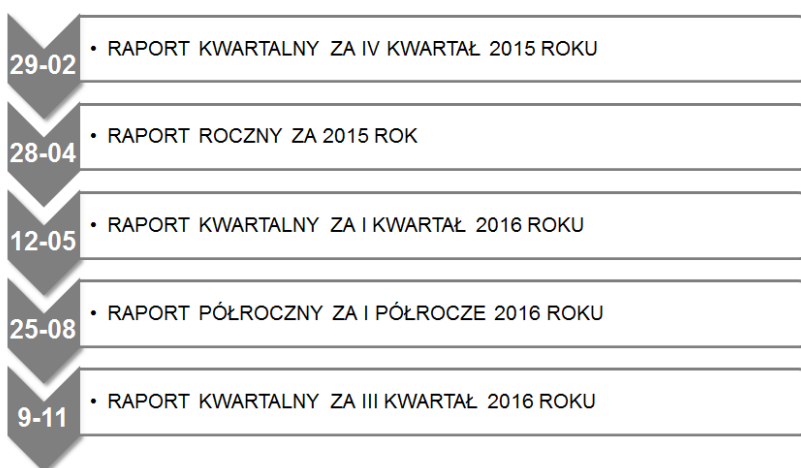 29-02
• RAPORT KWARTALNY ZA IV KWARTAŁ 2015 ROKU
28-04
• RAPORT ROCZNY ZA 2015 ROK
12-05
• RAPORT KWARTALNY ZA I KWARTAŁ 2016 ROKU
25-08
• RAPORT PÓŁROCZNY ZA I PÓŁROCZE 2016 ROKU
9-11
• RAPORT KWARTALNY ZA III KWARTAŁ 2016 ROKU